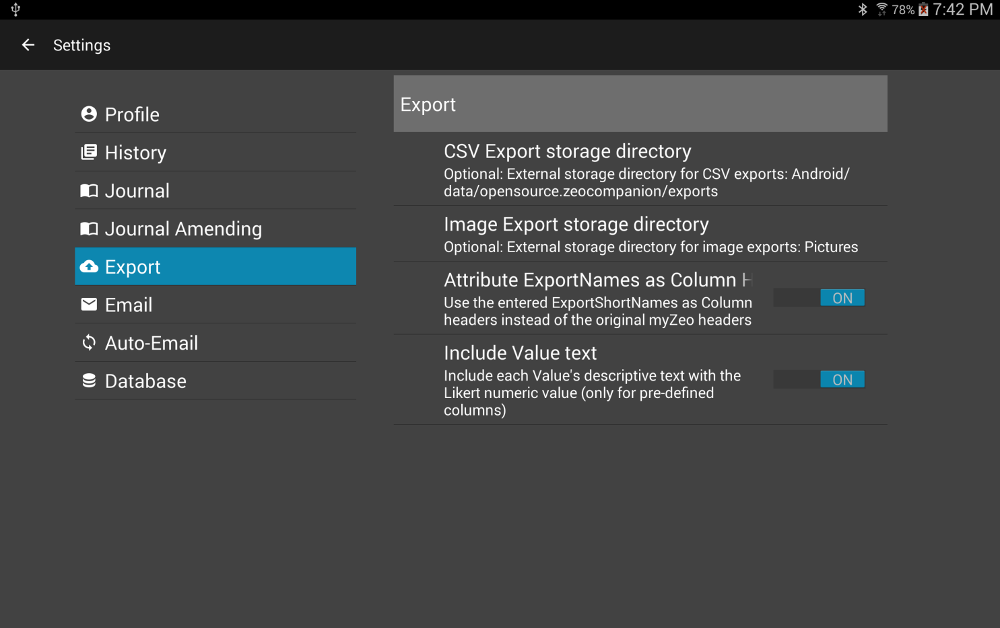 78% 7:42 PM
Settings
Profile
History
Journal
Journal Amending
Export
Email
Auto-Email
Database
Export
CSV Export storage directory
Optional: External storage directory for CSV exports: Android/
data/opensource.zeocompanion/exports
Image Export storage directory
Optional: External storage directory for image exports: Pictures
Attribute ExportNames as Column
Use the entered ExportShortNames as Column
headers instead of the original myZeo headers
ON
Include Value text
Include each Value's descriptive text with the
Likert numeric value (only for pre-defined
columns)
ON